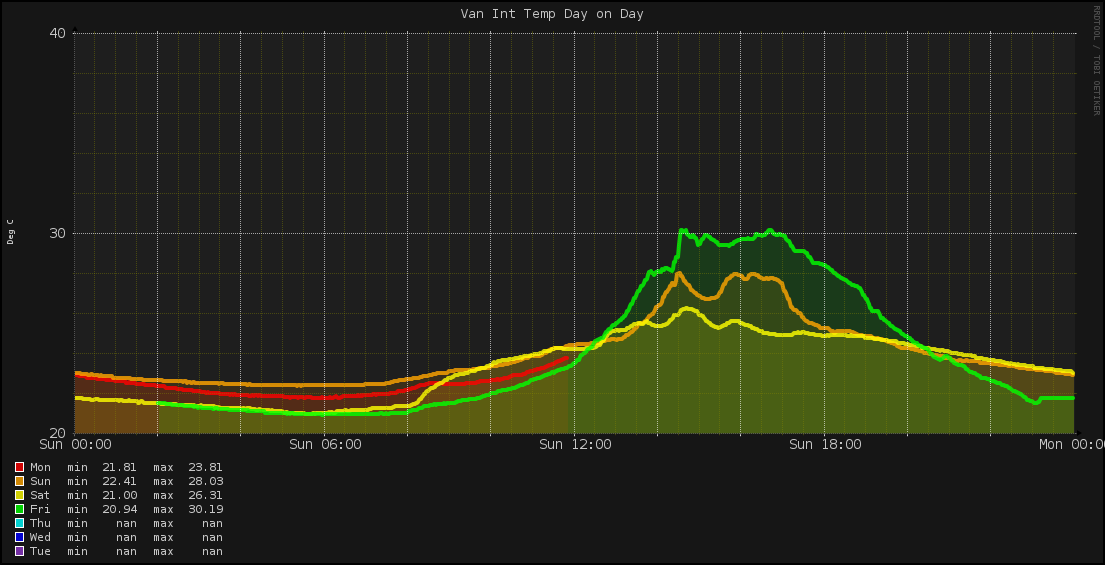 Van Int Temp Day on Day
RRDTOOL / TOBI OETIKER
40
30
20
Deg C
Sun 00:00 Sun 06:00 Sun 12:00 Sun 18:00 Mon 00:0
Mon min 21.81 max 23.81
Sun min 22.41 max 28.03
Sat min 21.00 max 26.31
Fri min 20.94 max 30.19
Thu min nan max nan
Wed min nan max nan
Tue min nan max nan